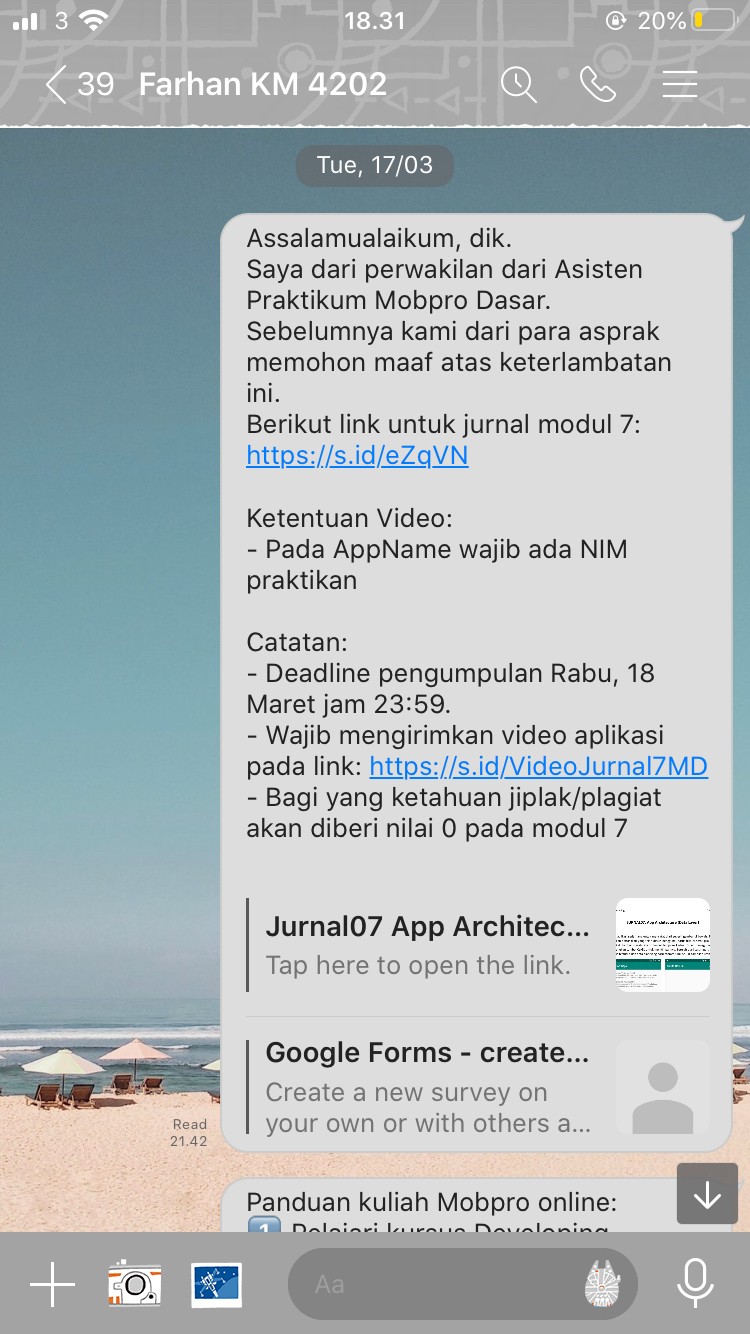 3 18.31 20%
39 Farhan KM 4202
Tue, 17/03
Assalamualaikum, dik.
Saya dari perwakilan dari Asisten
Praktikum Mobpro Dasar.
Sebelumnya kami dari para asprak
memohon maaf atas keterlambatan
ini.
Berikut link untuk jurnal modul 7:
https://s.id/eZqVN
Ketentuan Video:
- Pada AppName wajib ada NIM
praktikan
Catatan:
- Deadline pengumpulan Rabu, 18
Maret jam 23:59.
- Wajib mengirimkan video aplikasi
pada link: https://s.id/VideoJurnal7MD
- Bagi yang ketahuan jiplak/plagiat
akan diberi nilai 0 pada modul 7
Jurnal07 App Architec...
Tap here to open the link.
Google Forms - create...
Create a new survey on
your own or with others a...
Read
21.42
Panduan kuliah Mobpro online:
1 Pelajari kursus Developing
Aa